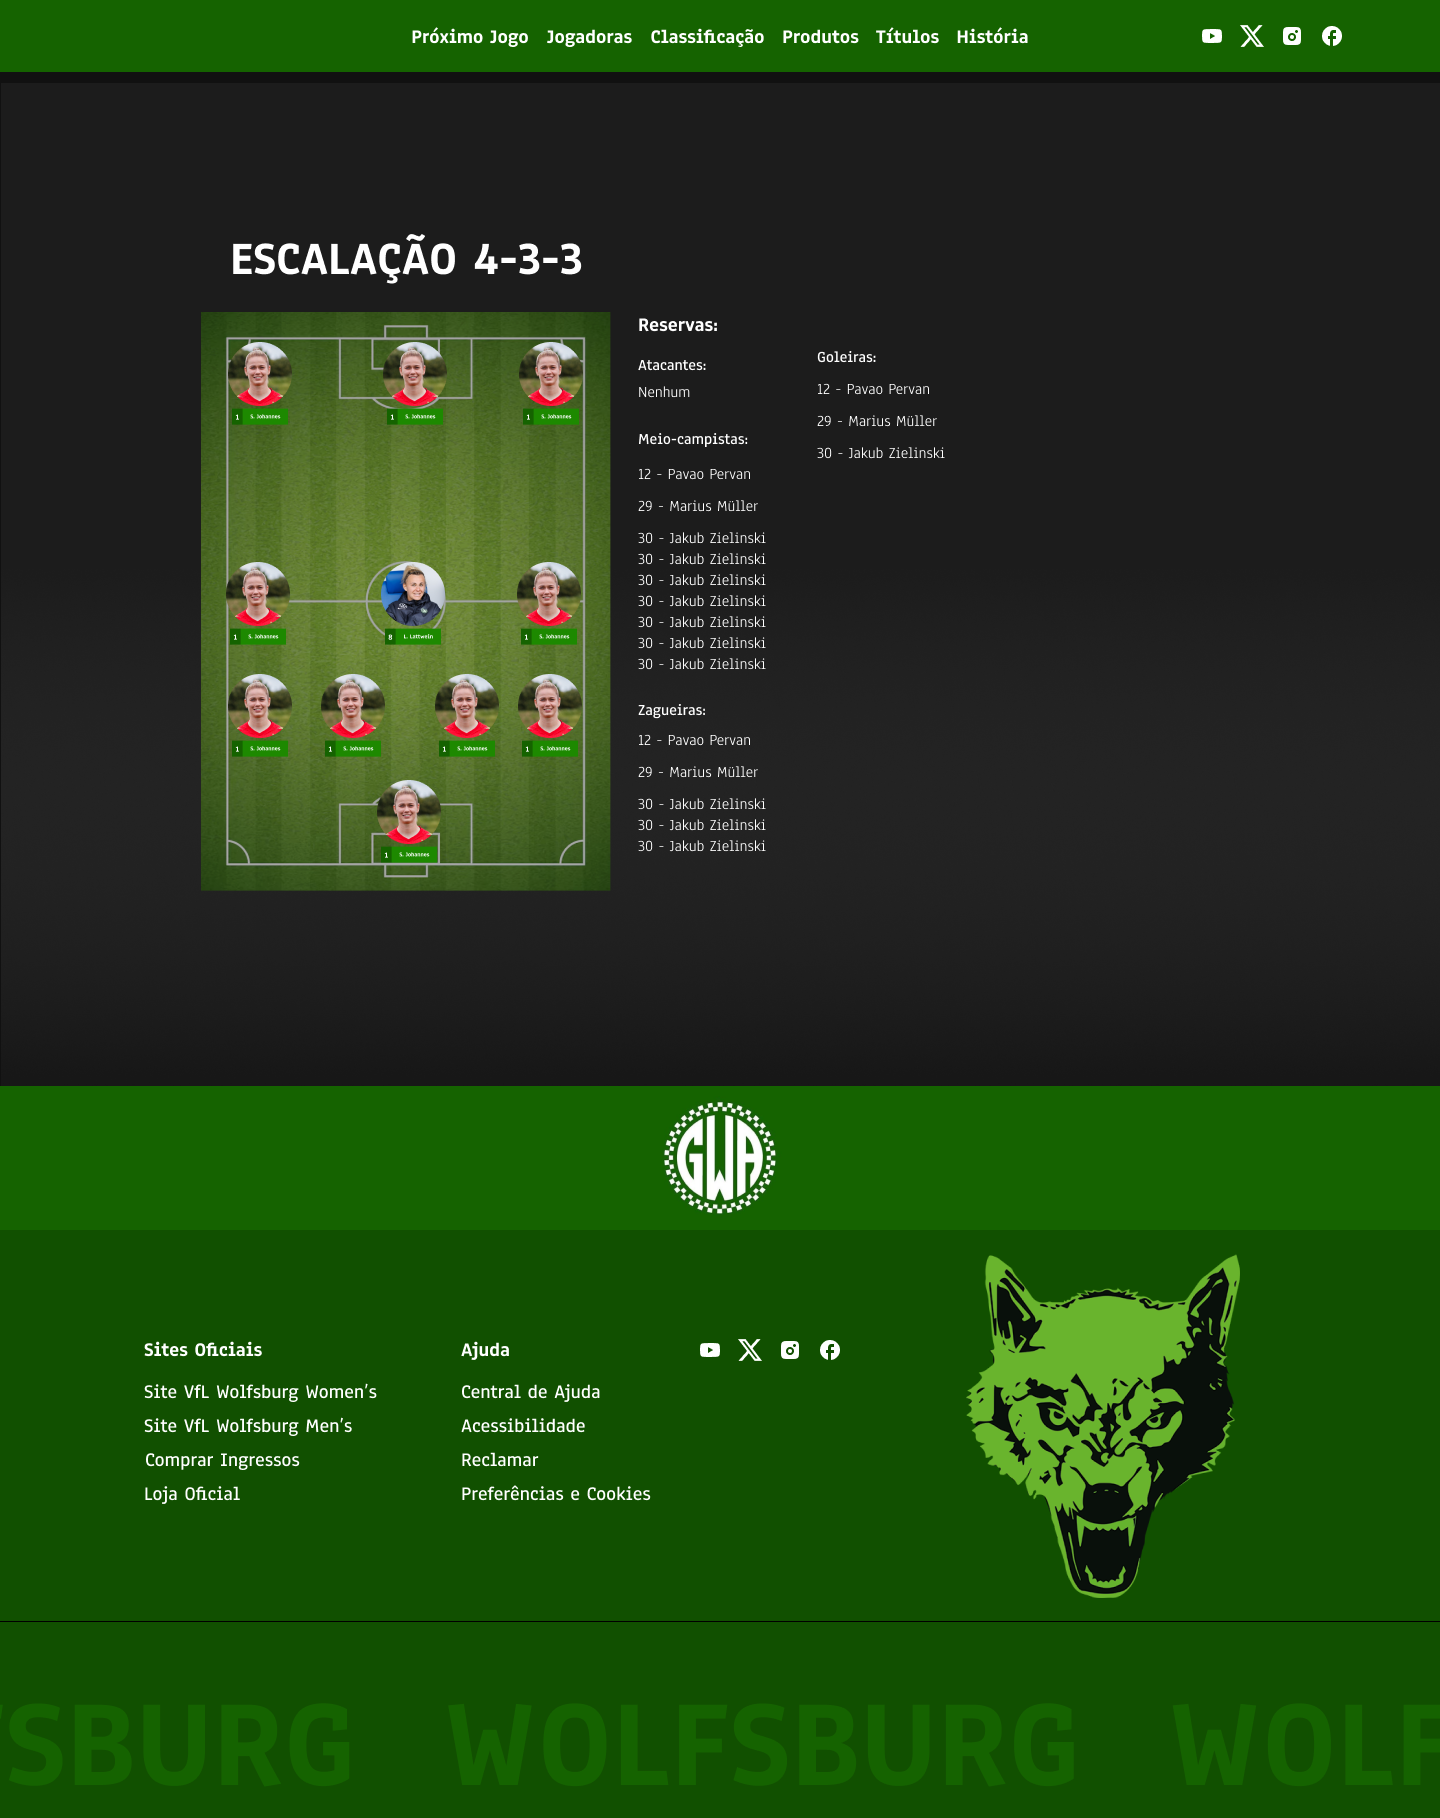 Próximo Jogo Jogadoras Classificação Produtos Títulos História
ESCALAÇÃO 4-3-3
1 S. Johannes
1 S. Johannes
1 S. Johannes
1 S. Johannes
8 L. Lattwein
1 S. Johannes
1 S. Johannes
1 S. Johannes
1 S. Johannes
1 S. Johannes
1 S. Johannes
Reservas:
Atacantes:
Nenhum
Meio-campistas:
12 - Pavao Pervan
29 - Marius Müller
30 - Jakub Zielinski
30 - Jakub Zielinski
30 - Jakub Zielinski
30 - Jakub Zielinski
30 - Jakub Zielinski
30 - Jakub Zielinski
30 - Jakub Zielinski
Zagueiras:
12 - Pavao Pervan
29 - Marius Müller
30 - Jakub Zielinski
30 - Jakub Zielinski
30 - Jakub Zielinski
Goleiras:
12 - Pavao Pervan
29 - Marius Müller
30 - Jakub Zielinski
GWA
Sites Oficiais
Site VfL Wolfsburg Women's
Site VfL Wolfsburg Men's
Comprar Ingressos
Loja Oficial
Ajuda
Central de Ajuda
Acessibilidade
Reclamar
Preferências e Cookies
FSBURG WOLFSBURG WOLF